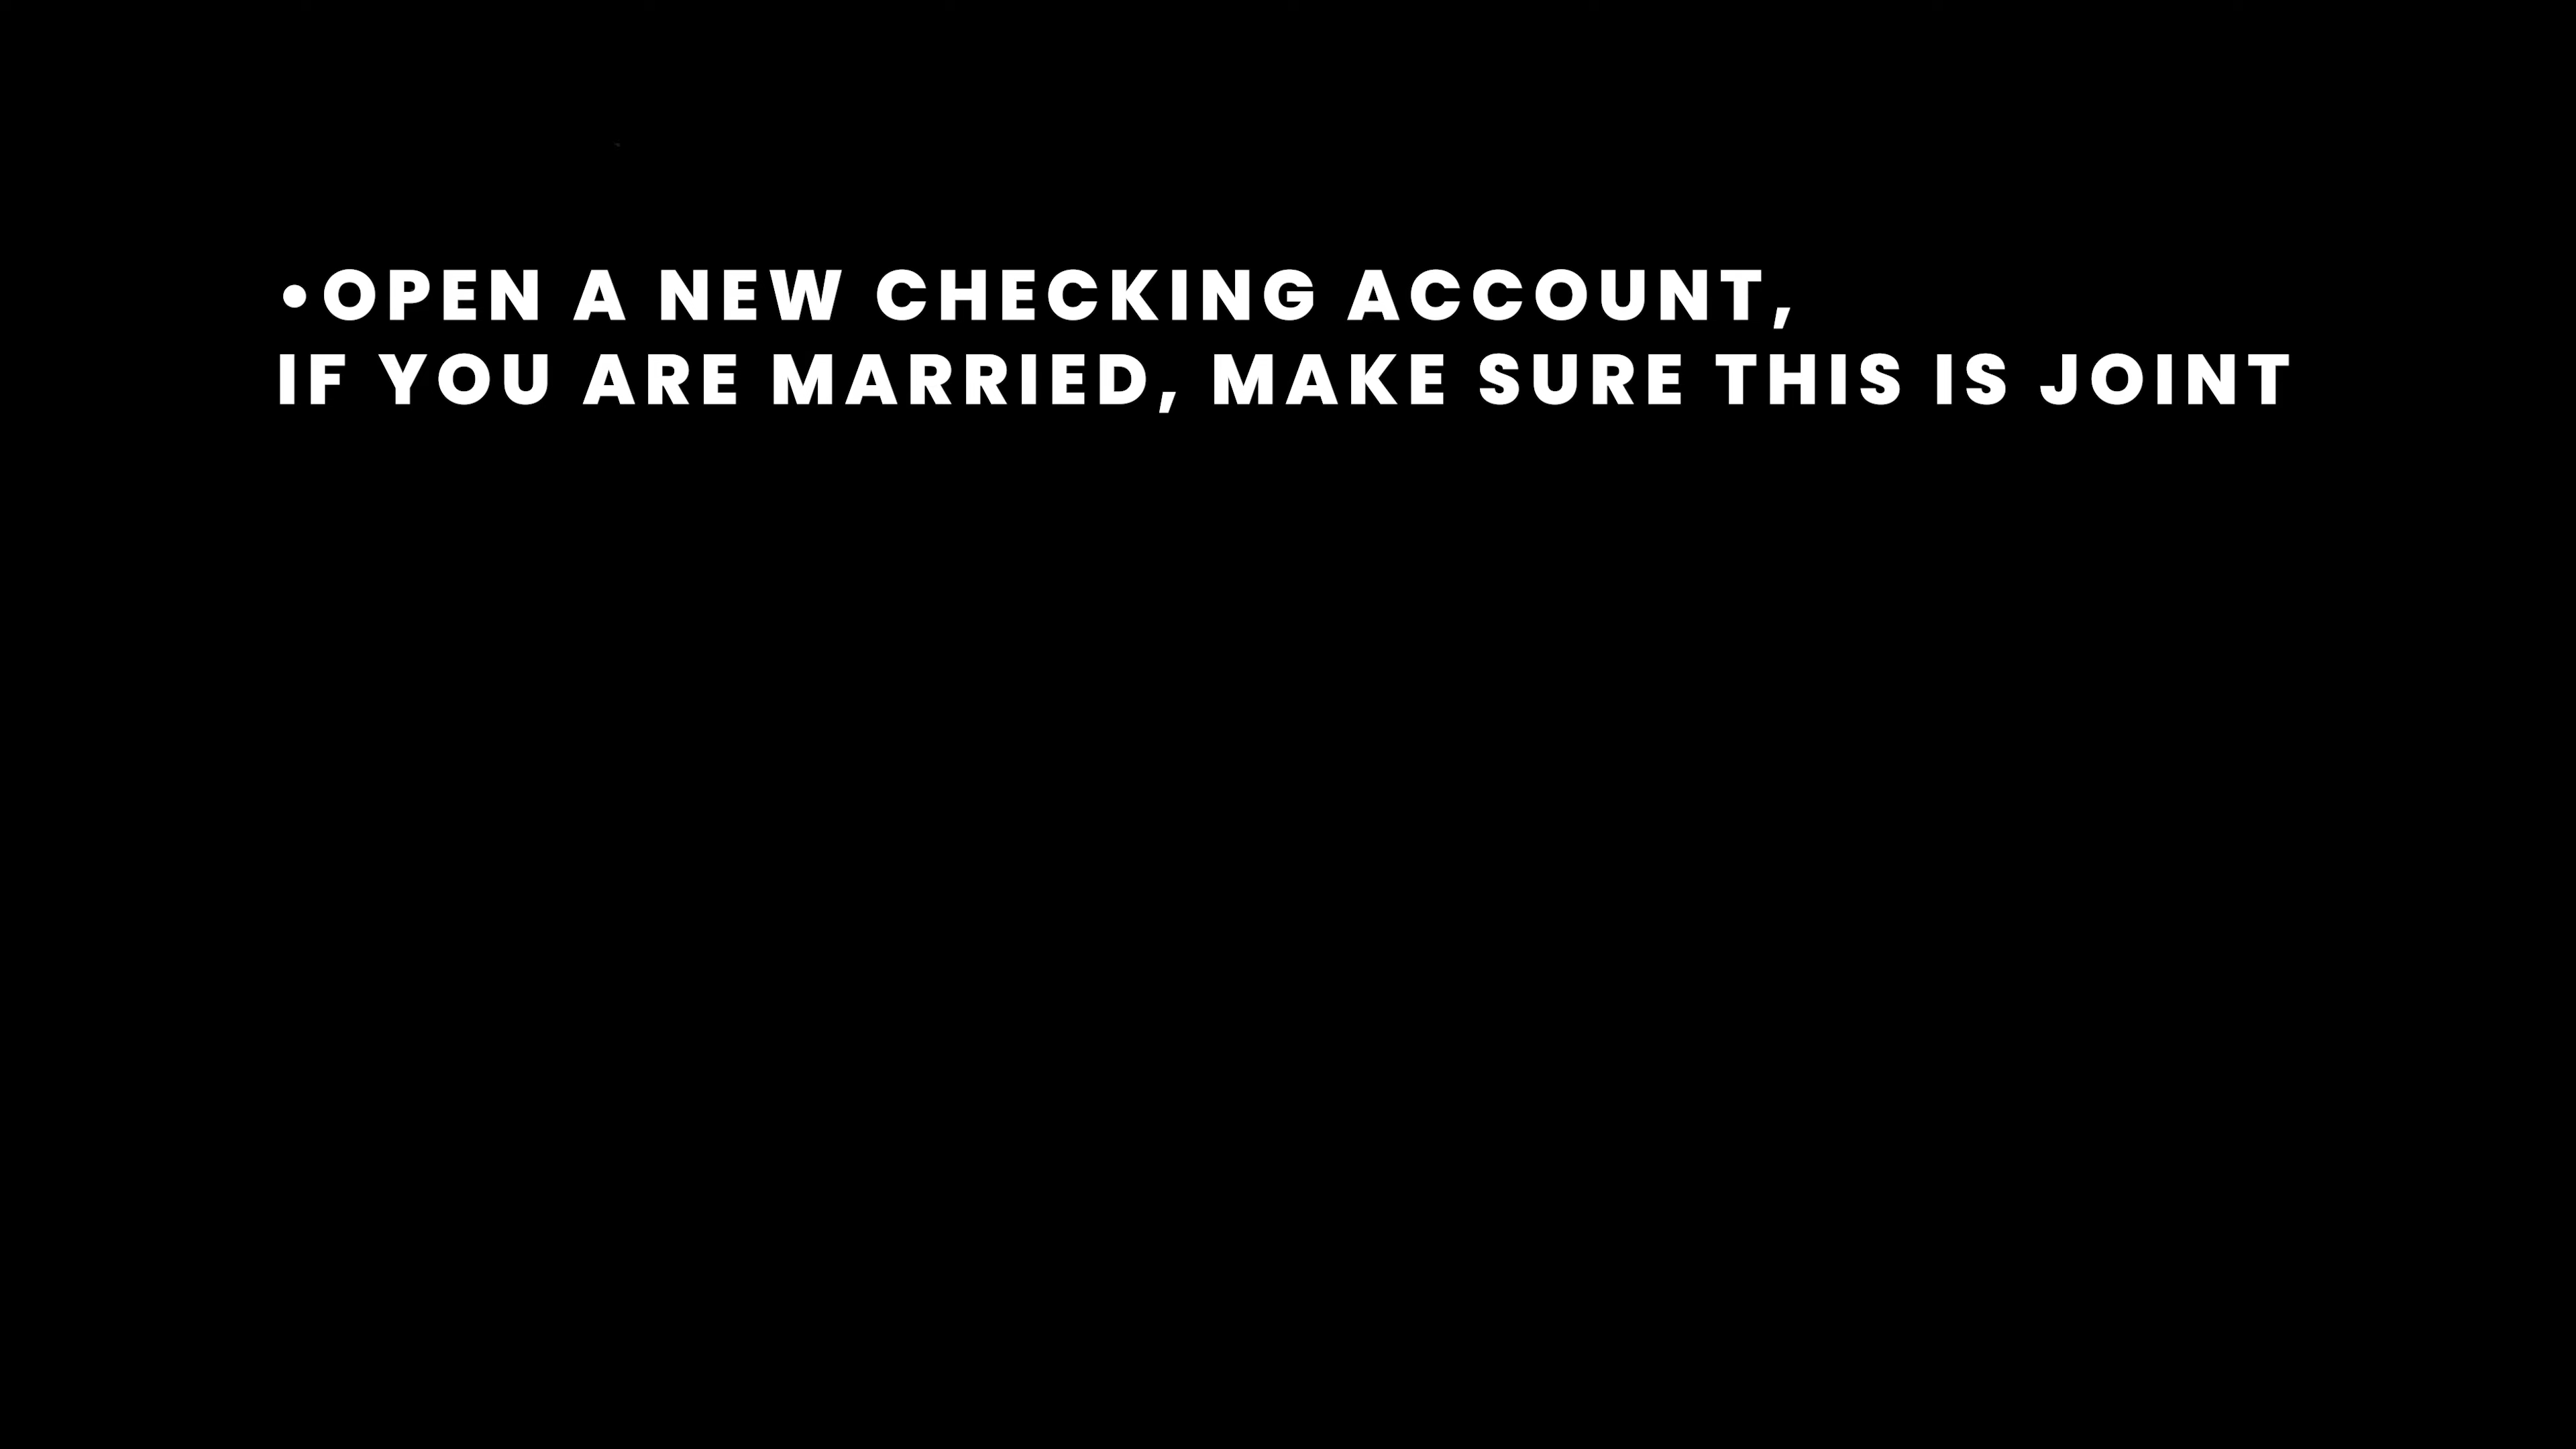 •OPEN A NEW CHECKING ACCOUNT,
IF YOU ARE MARRIED, MAKE SURE THIS IS JOINT